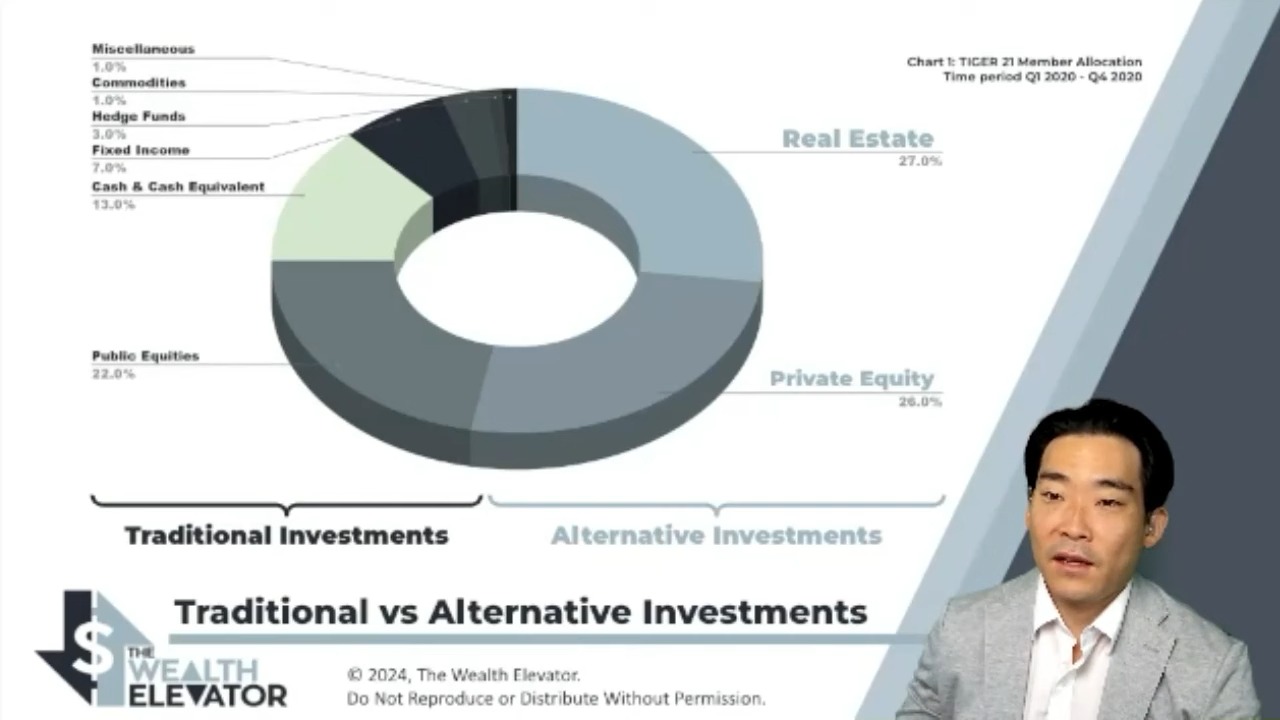 Miscellaneous
1.0%
Commodities
1.0%
Hedge Funds
3.0%
Fixed Income
7.0%
Cash & Cash Equivalent
13.0%
Public Equities
22.0%
Chart 1: TIGER 21 Member Allocation
Time period Q1 2020 - Q4 2020
Real Estate
27.0%
Private Equity
26.0%
Traditional Investments
Alternative Investments
Traditional vs Alternative Investments
$
THE
WEALTH
ELEVATOR
© 2024, The Wealth Elevator.
Do Not Reproduce or Distribute Without Permission.